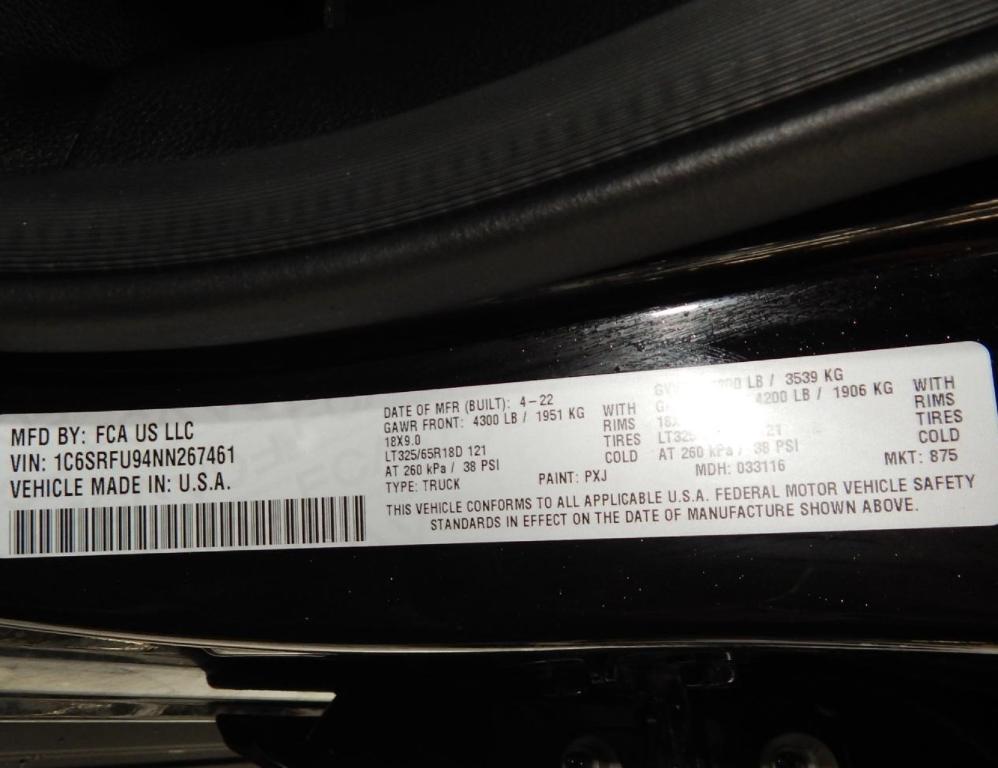 MFD BY: FCA US LLC
VIN: 1C6SRFU94NN267461
VEHICLE MADE IN: U.S.A.
DATE OF MFR (BUILT): 4-22
GAWR FRONT: 4300 LB / 1951 KG WITH
18X9.0 RIMS
LT325/65R18D 121 TIRES
AT 260 kPa / 38 PSI COLD
TYPE: TRUCK PAINT: PXJ
LB / 3539 KG
4200 LB / 1906 KG WITH
RIMS
TIRES
AT 260 kPa / 38 PSI COLD
MDH: 033116 MKT: 875
THIS VEHICLE CONFORMS TO ALL APPLICABLE U.S.A. FEDERAL MOTOR VEHICLE SAFETY
STANDARDS IN EFFECT ON THE DATE OF MANUFACTURE SHOWN ABOVE.